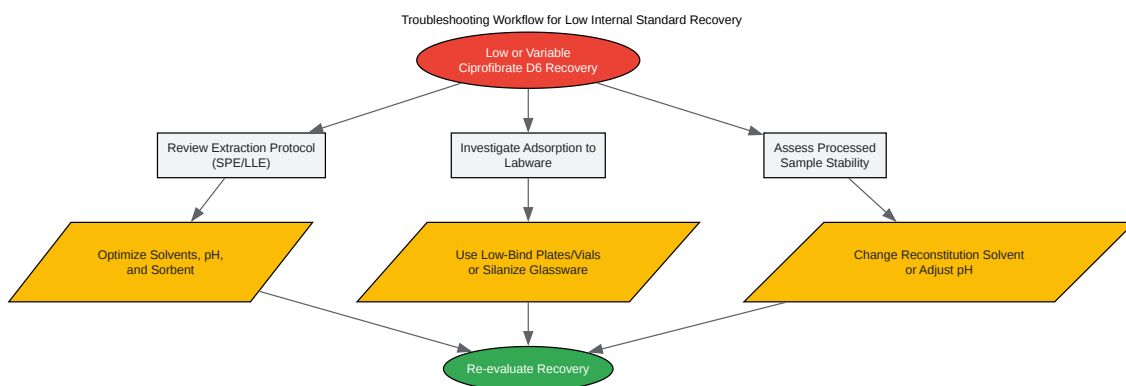 Troubleshooting Workflow for Low Internal Standard Recovery
Low or Variable
Ciprofibrate D6 Recovery
Review Extraction Protocol
(SPE/LLE)
Investigate Adsorption to
Labware
Assess Processed
Sample Stability
Optimize Solvents, pH,
and Sorbent
Use Low-Bind Plates/Vials
or Silanize Glassware
Change Reconstitution Solvent
or Adjust pH
Re-evaluate Recovery